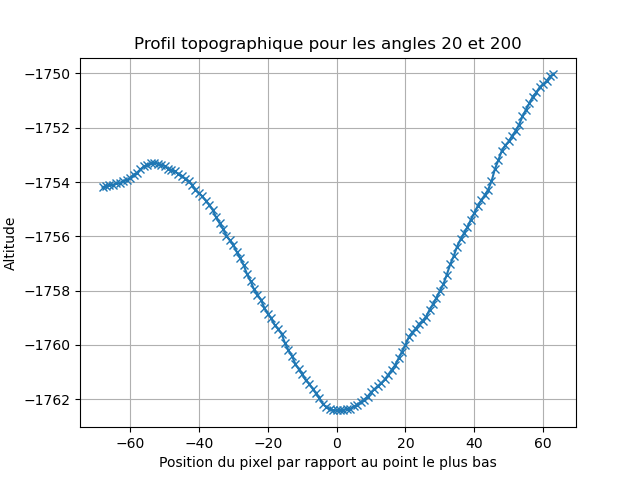 Profil topographique pour les angles 20 et 200
−1750
−1752
−1754
−1756
−1758
−1760
−1762
Altitude
−60 −40 −20 0 20 40 60
Position du pixel par rapport au point le plus bas